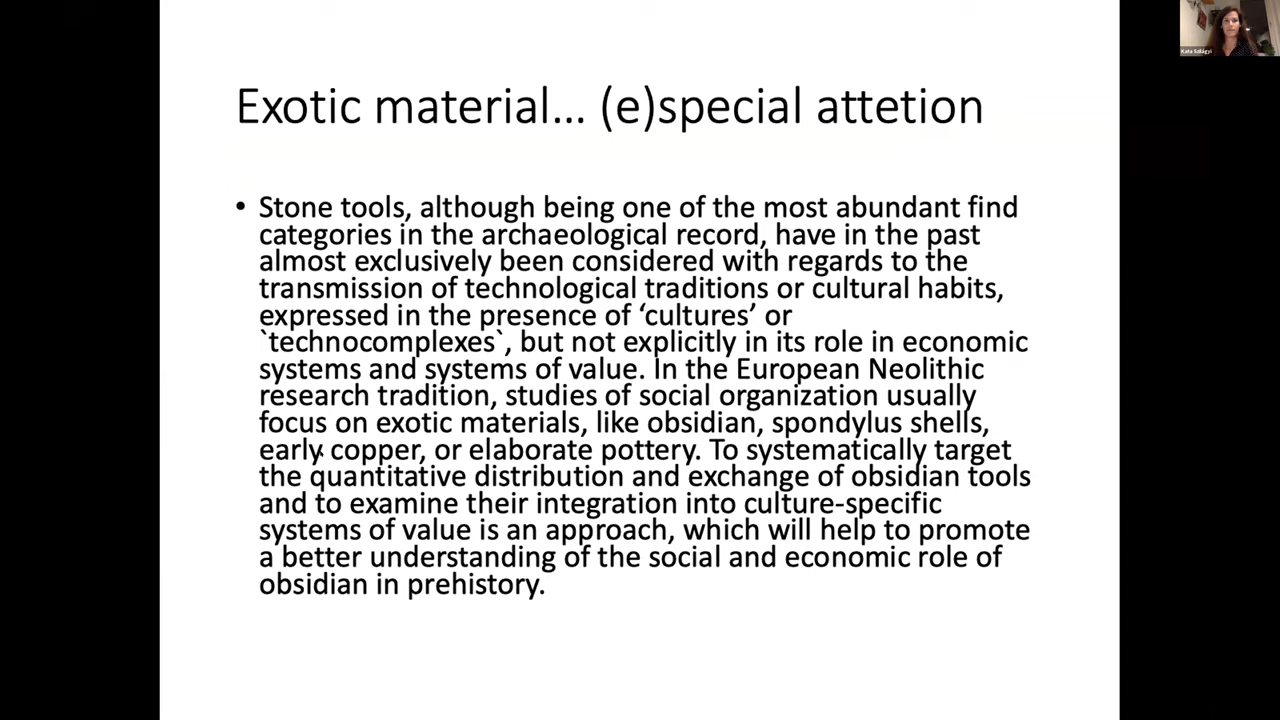 Exotic material... (e)special attetion
• Stone tools, although being one of the most abundant find
categories in the archaeological record, have in the past
almost exclusively been considered with regards to the
transmission of technological traditions or cultural habits,
expressed in the presence of ‘cultures’ or
`technocomplexes`, but not explicitly in its role in economic
systems and systems of value. In the European Neolithic
research tradition, studies of social organization usually
focus on exotic materials, like obsidian, spondylus shells,
early copper, or elaborate pottery. To systematically target
the quantitative distribution and exchange of obsidian tools
and to examine their integration into culture-specific
systems of value is an approach, which will help to promote
a better understanding of the social and economic role of
obsidian in prehistory.
Kata Szilágyi